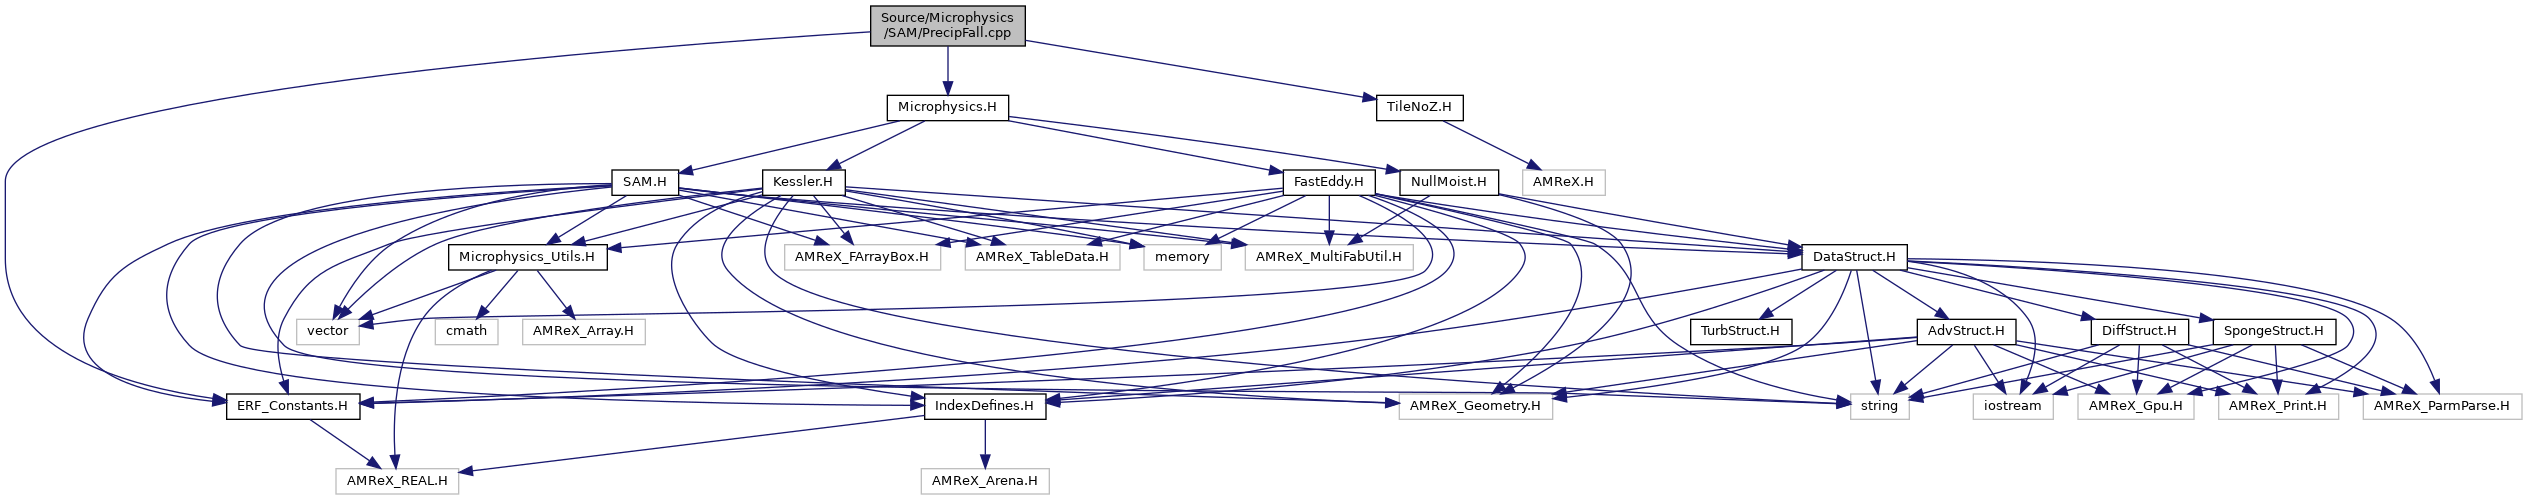 Source/Microphysics
/SAM/PrecipFall.cpp
Microphysics.H
TileNoZ.H
SAM.H
Kessler.H
FastEddy.H
NullMoist.H
AMReX.H
Microphysics_Utils.H
AMReX_FArrayBox.H
AMReX_TableData.H
memory
AMReX_MultiFabUtil.H
DataStruct.H
vector
cmath
AMReX_Array.H
TurbStruct.H
AdvStruct.H
DiffStruct.H
SpongeStruct.H
ERF_Constants.H
IndexDefines.H
AMReX_Geometry.H
string
iostream
AMReX_Gpu.H
AMReX_Print.H
AMReX_ParmParse.H
AMReX_REAL.H
AMReX_Arena.H